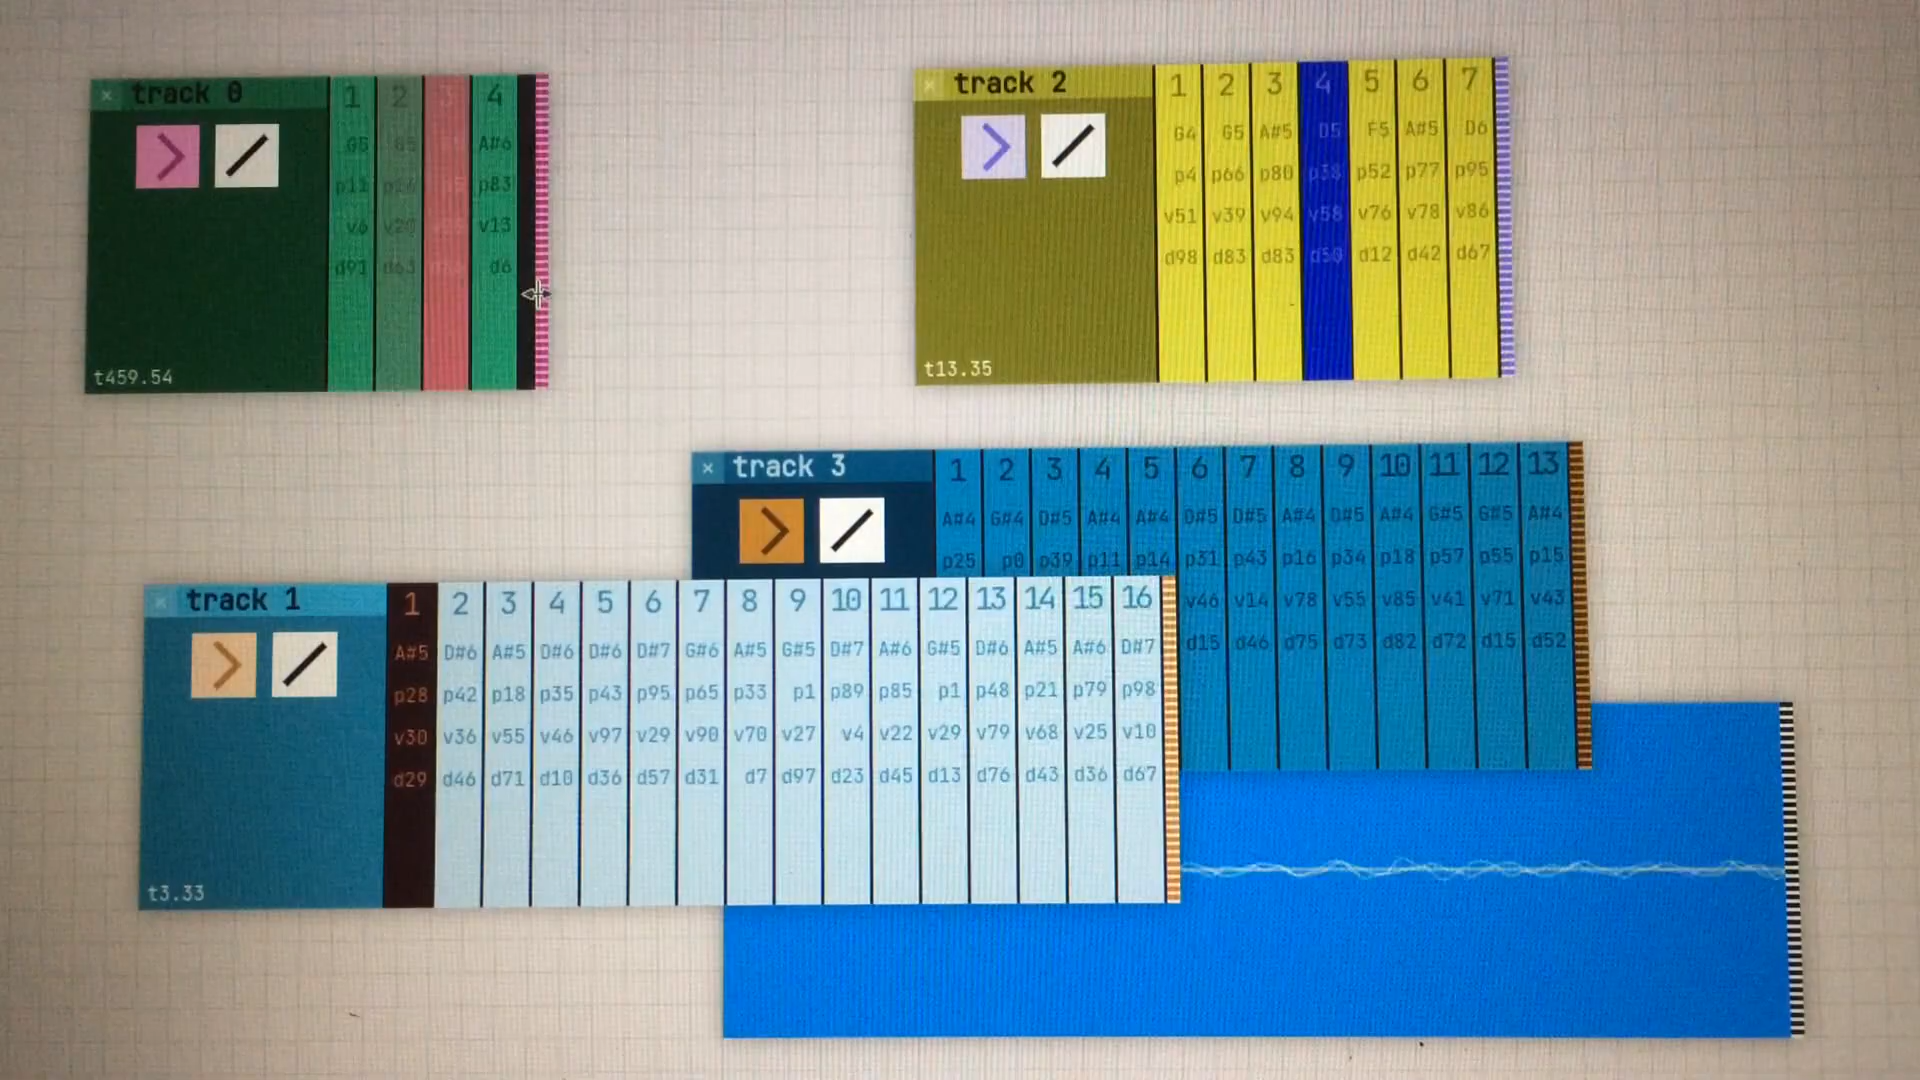 × track 0
1 2 3 4
G5 G5 A#6
p11 p16 p5 p83
v6 v20 v13
d91 d63 d6
t459.54
× track 2
1 2 3 4 5 6 7
G4 G5 A#5 D5 F5 A#5 D6
p4 p66 p80 p38 p52 p77 p95
v51 v39 v94 v58 v76 v78 v86
d98 d83 d83 d50 d12 d42 d67
t13.35
× track 3
1 2 3 4 5 6 7 8 9 10 11 12 13
A#4 G#4 D#5 A#4 A#4 D#5 D#5 A#4 D#5 A#4 G#5 G#5 A#4
p25 p0 p39 p11 p14 p31 p43 p16 p34 p18 p57 p55 p15
v46 v14 v78 v55 v85 v41 v71 v43
d15 d46 d75 d73 d82 d72 d15 d52
× track 1
1 2 3 4 5 6 7 8 9 10 11 12 13 14 15 16
A#5 D#6 A#5 D#6 D#6 D#7 G#6 A#5 G#5 D#7 A#6 G#5 D#6 A#5 A#6 D#7
p28 p42 p18 p35 p43 p95 p65 p33 p1 p89 p85 p1 p48 p21 p79 p98
v30 v36 v55 v46 v97 v29 v90 v70 v27 v4 v22 v29 v79 v68 v25 v10
d29 d46 d71 d10 d36 d57 d31 d7 d97 d23 d45 d13 d76 d43 d36 d67
t3.33